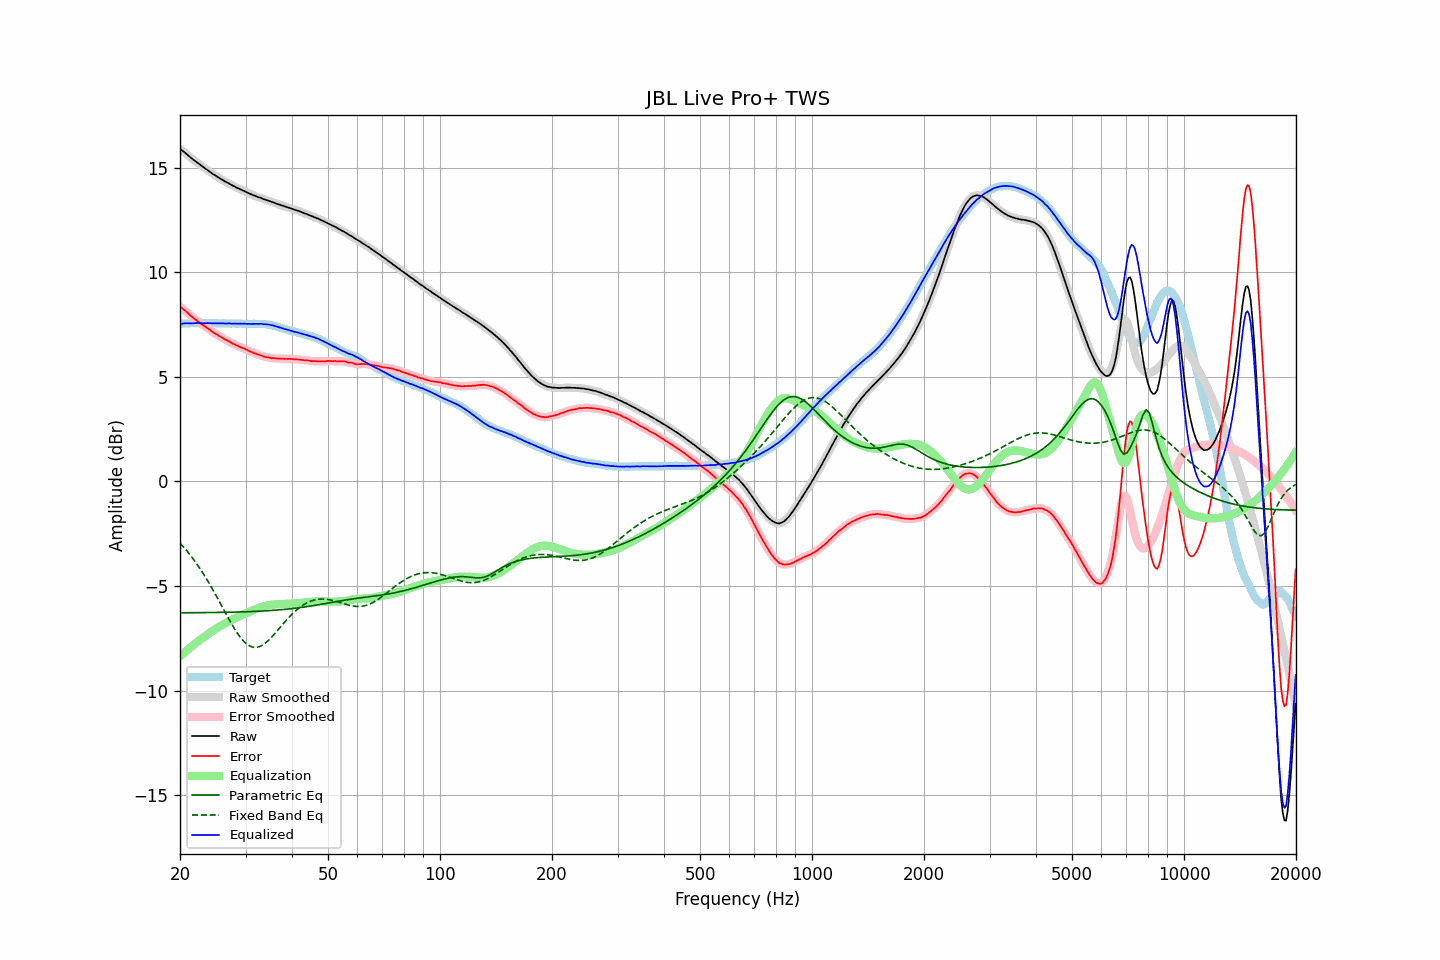 JBL Live Pro+ TWS
Amplitude (dBr)
15
10
5
0
−5
−10
−15
Target
Raw Smoothed
Error Smoothed
Raw
Error
Equalization
Parametric Eq
Fixed Band Eq
Equalized
20 50 100 200 500 1000 2000 5000 10000 20000
Frequency (Hz)